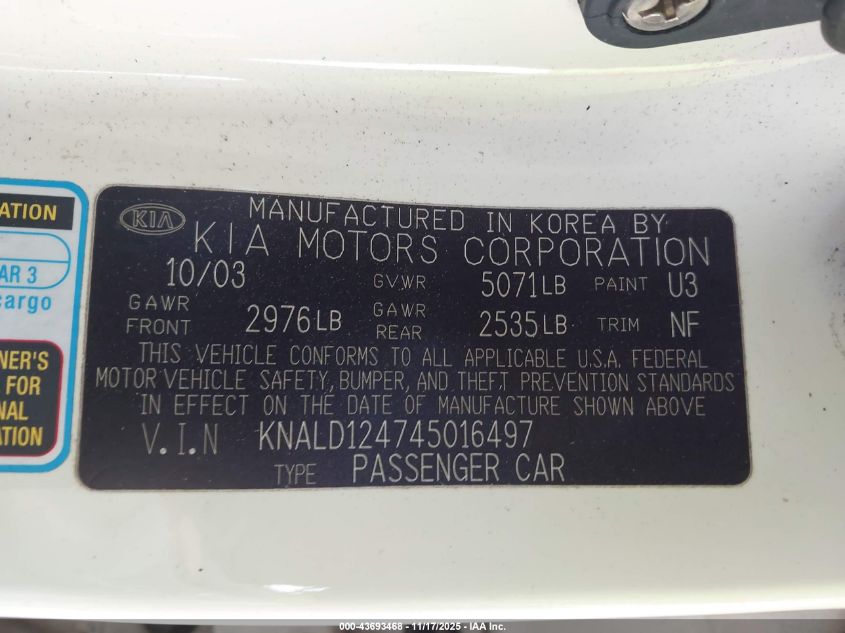 ATION
AR 3
cargo
NER'S
FOR
NAL
ATION
KIA
MANUFACTURED IN KOREA BY
KIA MOTORS CORPORATION
10/03 GVWR 5071LB PAINT U3
GAWR FRONT 2976LB GAWR REAR 2535LB TRIM NF
THIS VEHICLE CONFORMS TO ALL APPLICABLE U.S.A. FEDERAL
MOTOR VEHICLE SAFETY, BUMPER, AND THEFT PREVENTION STANDARDS
IN EFFECT ON THE DATE OF MANUFACTURE SHOWN ABOVE
V.I.N KNALD124745016497
TYPE PASSENGER CAR
000-43693468 - 11/17/2025 - IAA Inc.